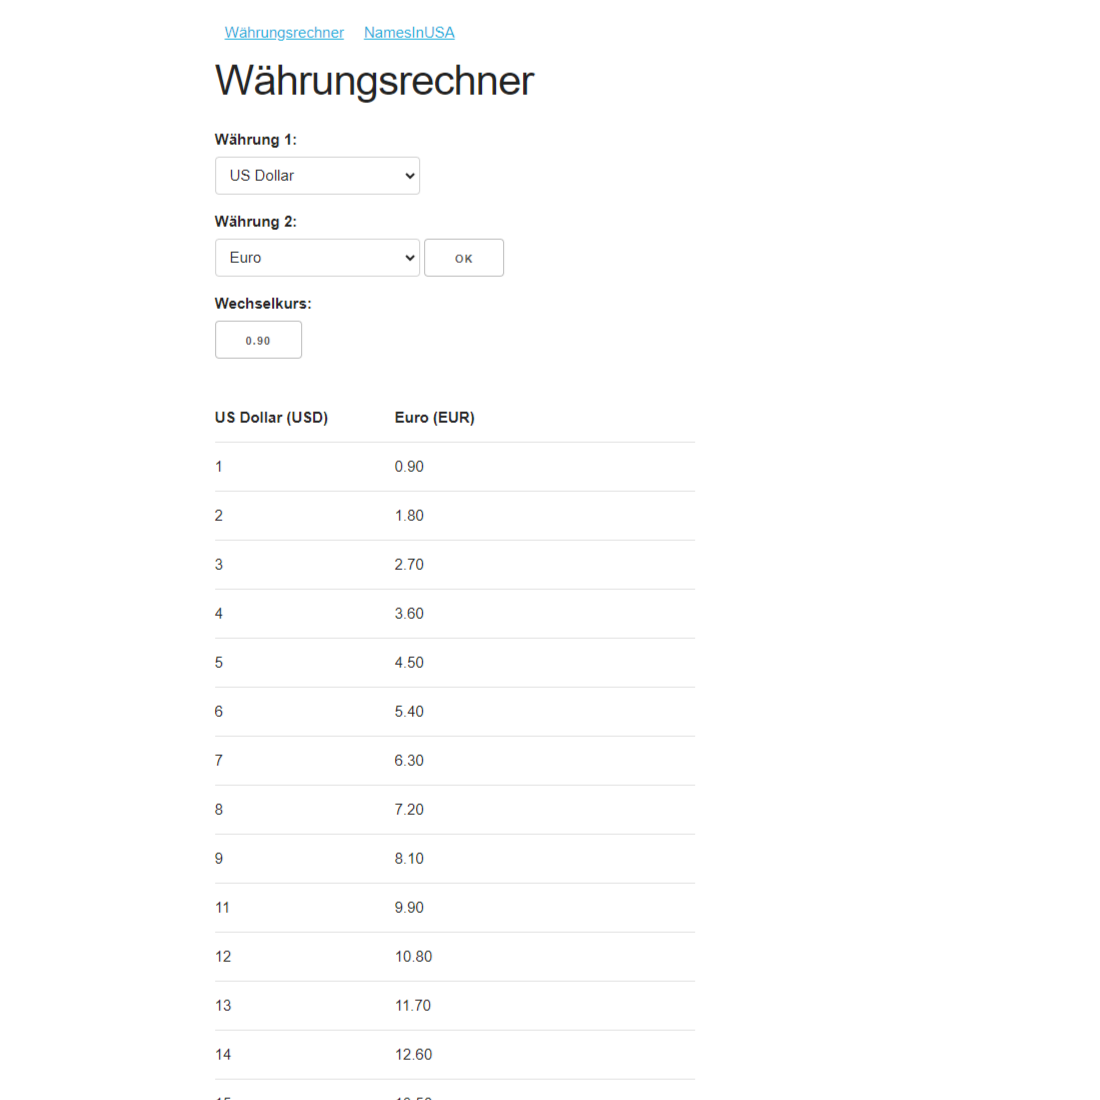 Währungsrechner NamesInUSA
Währungsrechner
Währung 1:
US Dollar
Währung 2:
Euro OK
Wechselkurs:
0.90
US Dollar (USD) Euro (EUR)
1 0.90
2 1.80
3 2.70
4 3.60
5 4.50
6 5.40
7 6.30
8 7.20
9 8.10
11 9.90
12 10.80
13 11.70
14 12.60